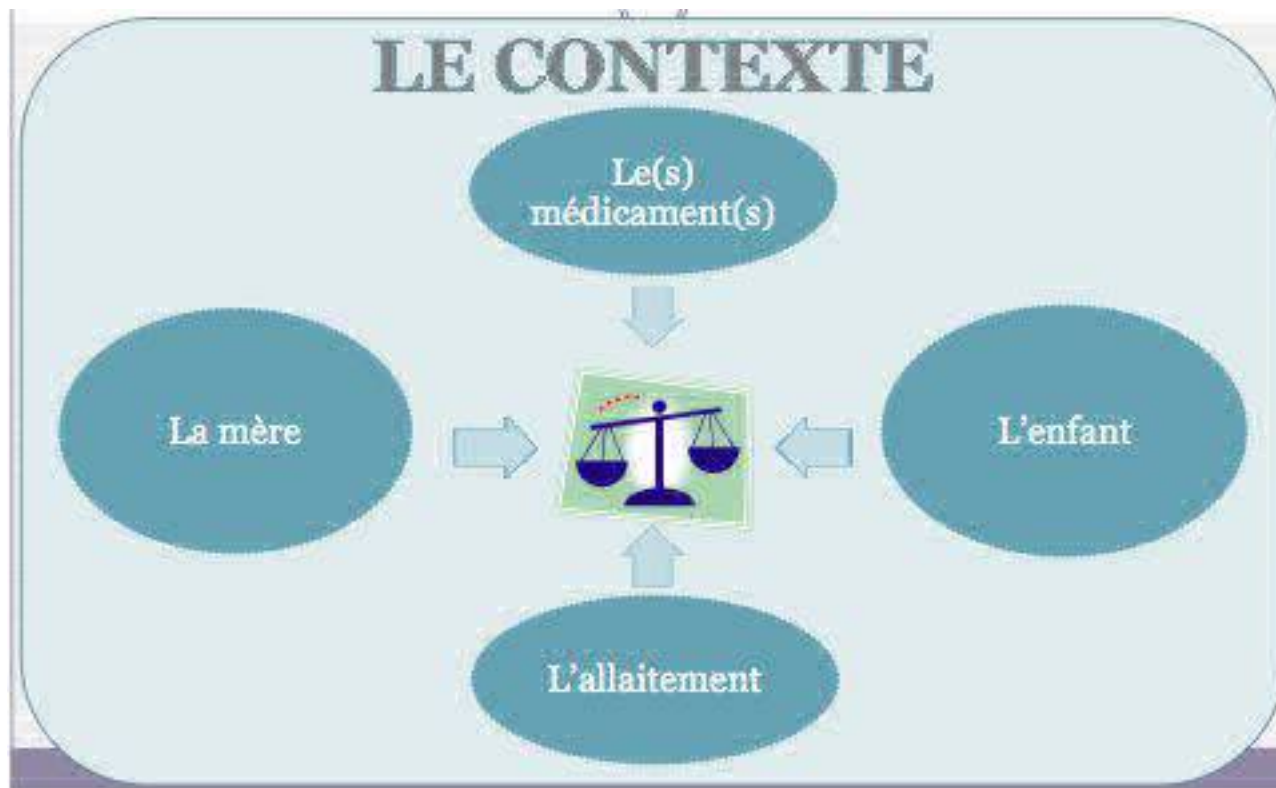 LE CONTEXTE
Le(s)
médicament(s)
La mère
L'enfant
L'allaitement